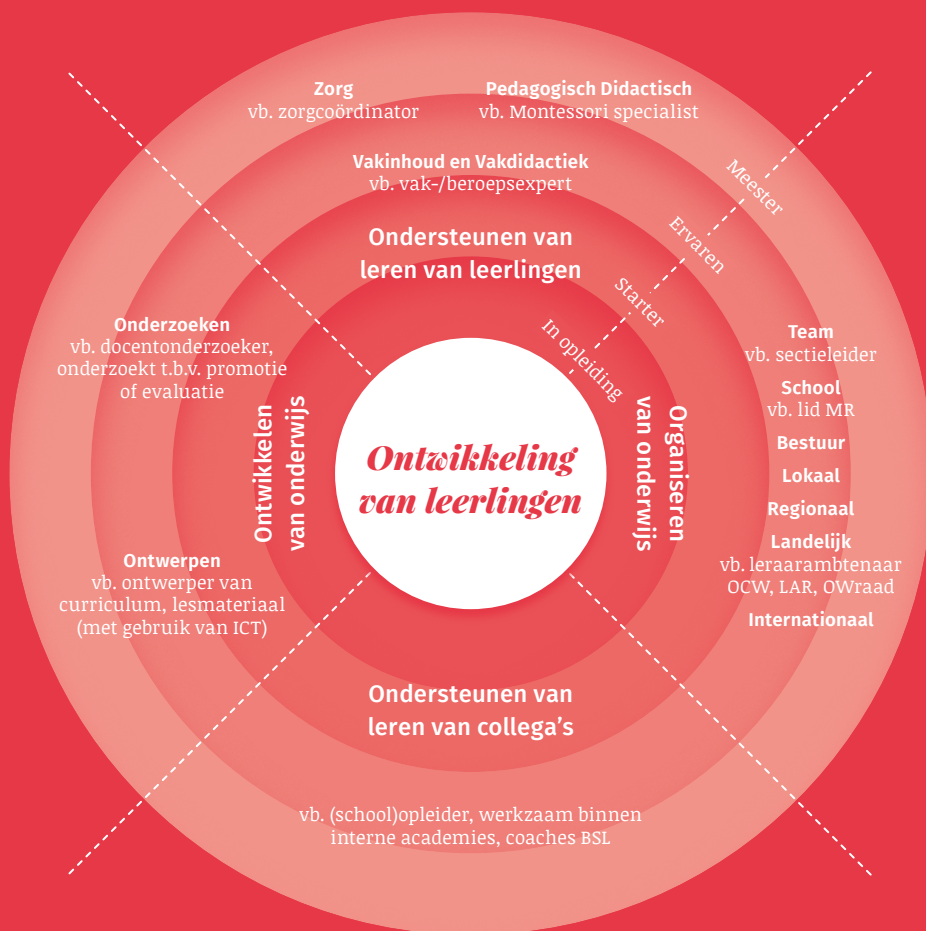 Zorg
vb. zorgcoördinator
Pedagogisch Didactisch
vb. Montessori specialist
Vakinhoud en Vakdidactiek
vb. vak-/beroepsexpert
Ondersteunen van
leren van leerlingen
Meester
Ervaren
Starter
In opleiding
Onderzoeken
vb. docentonderzoeker,
onderzoekt t.b.v. promotie
of evaluatie
Ontwikkelen
van onderwijs
Ontwerpen
vb. ontwerper van
curriculum, lesmateriaal
(met gebruik van ICT)
Ontwikkeling
van leerlingen
Organiseren
van onderwijs
Team
vb. sectieleider
School
vb. lid MR
Bestuur
Lokaal
Regionaal
Landelijk
vb. leraarambtenaar
OCW, LAR, OWraad
Internationaal
Ondersteunen van
leren van collega's
vb. (school)opleider, werkzaam binnen
interne academies, coaches BSL